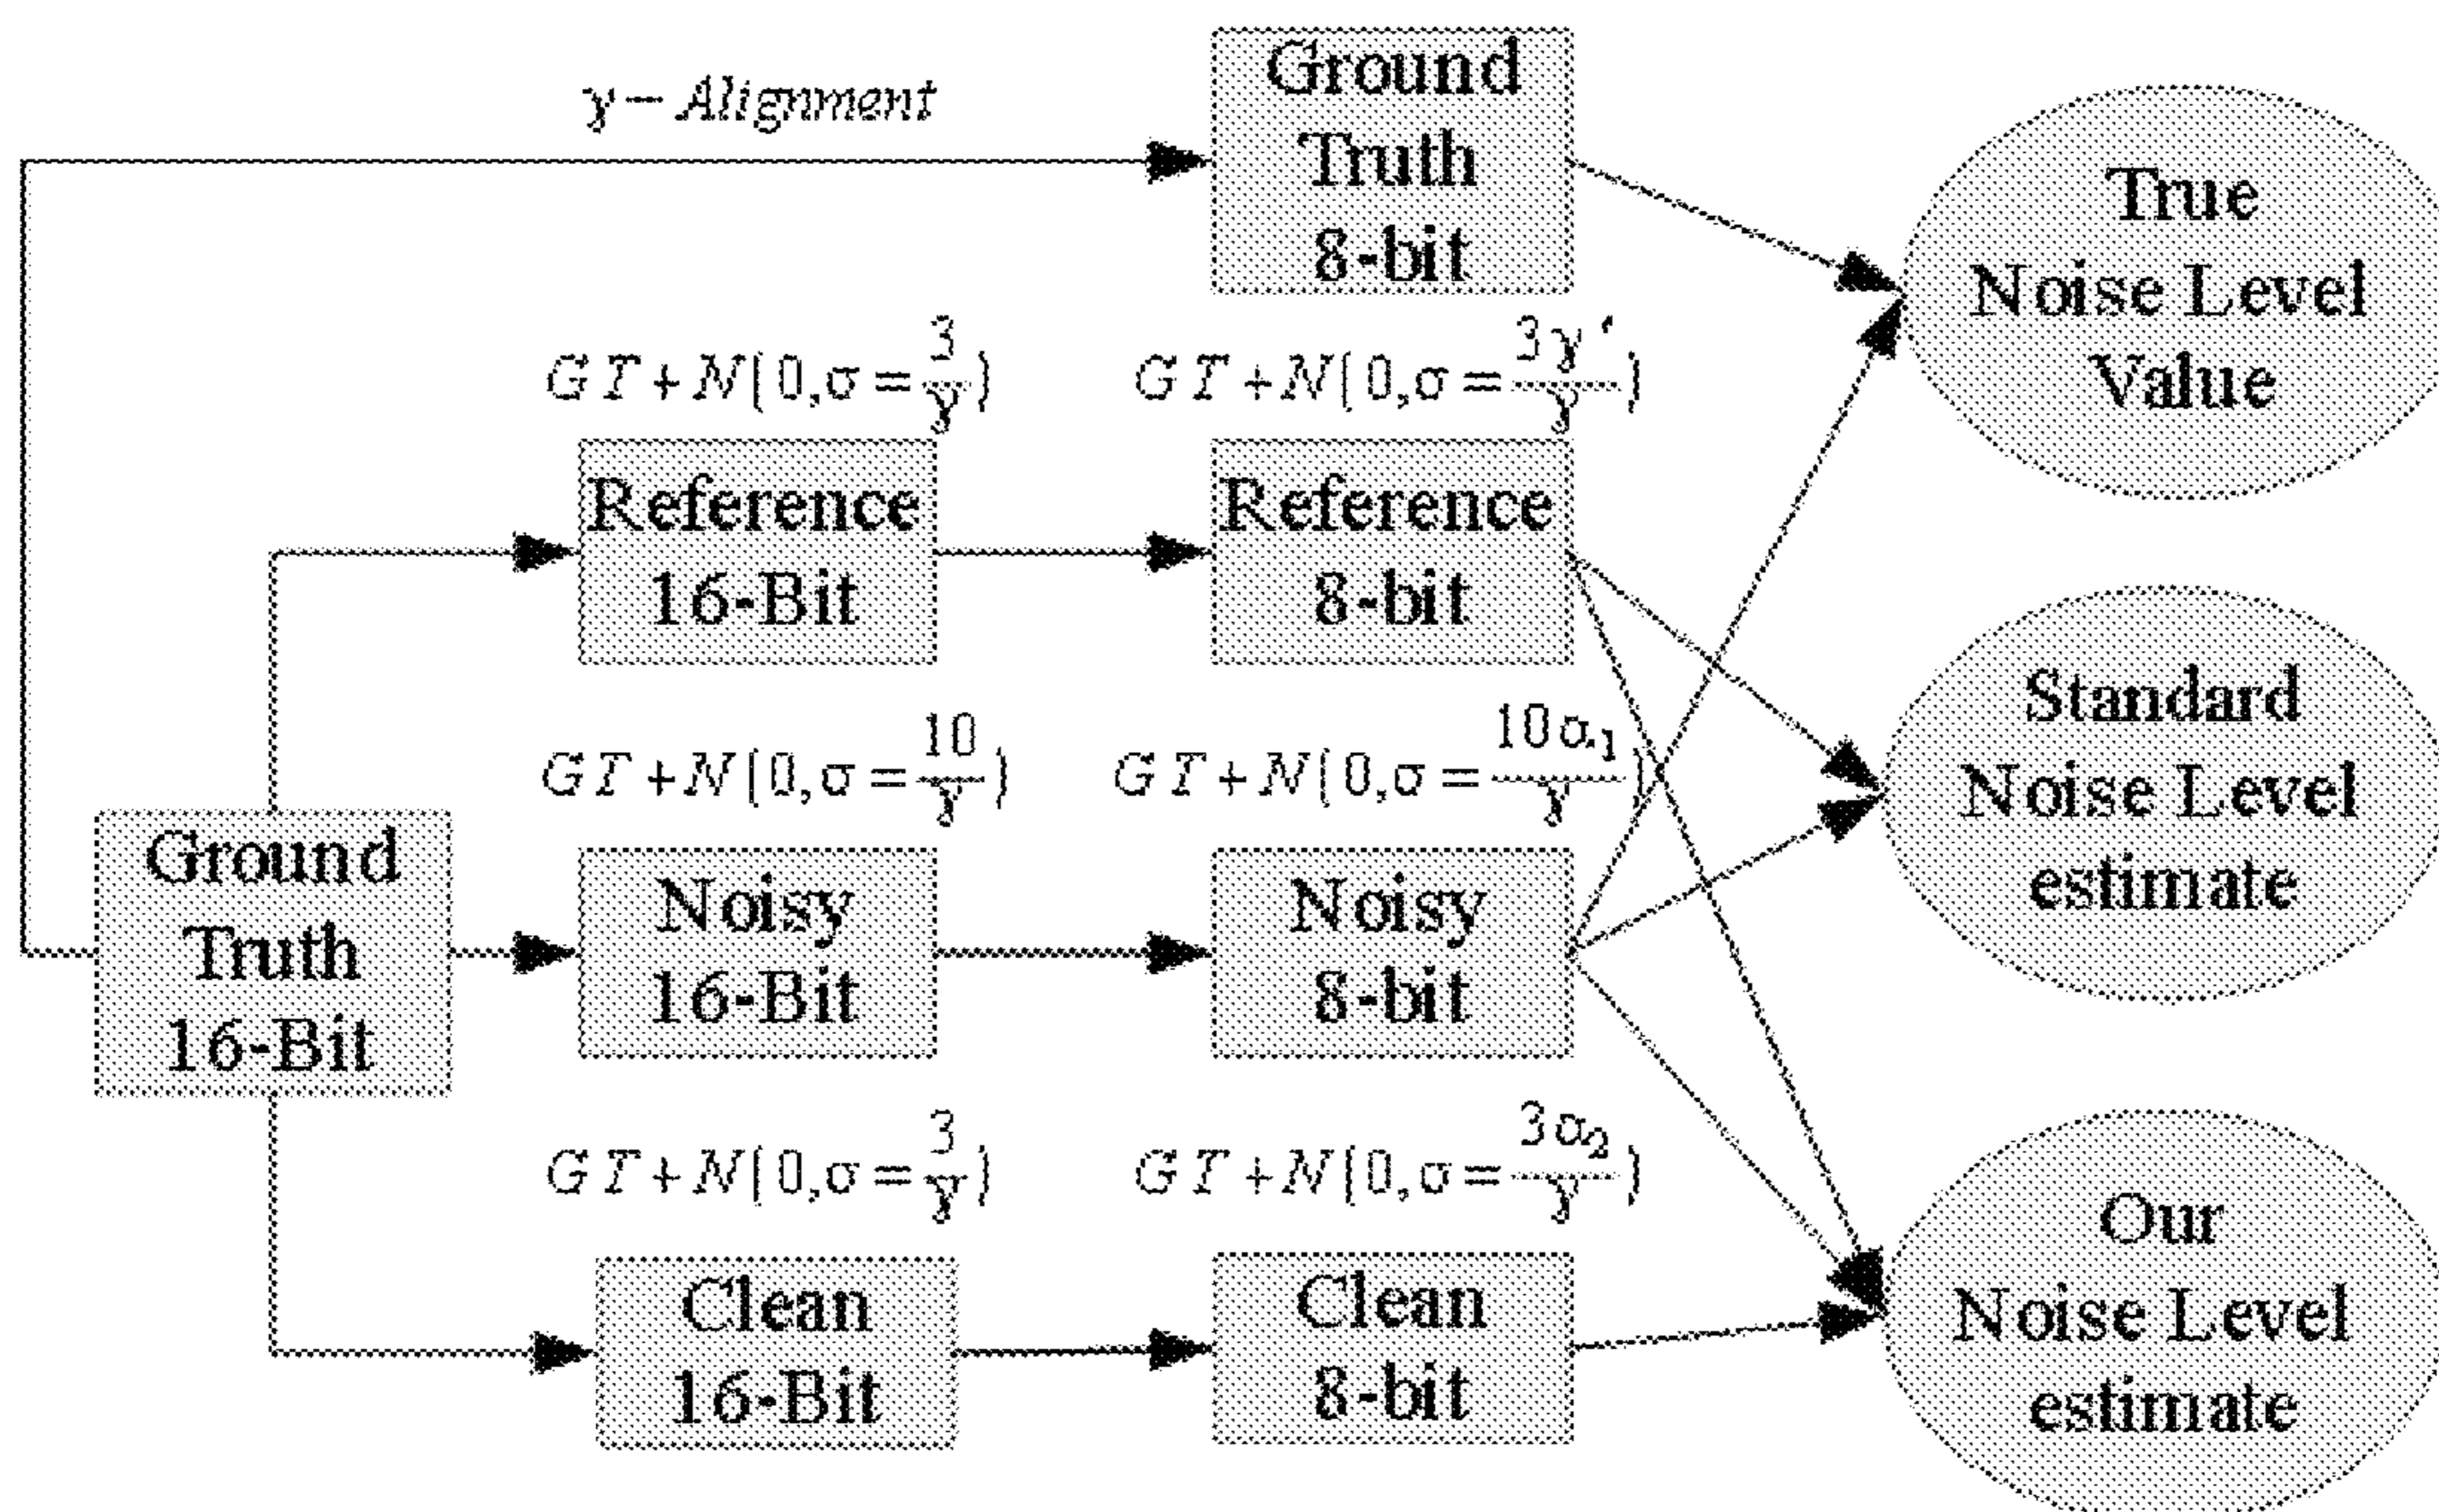 γ − Alignment
Ground
Truth
8-bit
True
Noise Level
Value
GT+N(0,σ=3/γ)
GT+N(0,σ=3γ'/γ)
Reference
16-Bit
Reference
8-bit
Standard
Noise Level
estimate
GT+N(0,σ=10/γ)
GT+N(0,σ=10α₁/γ)
Ground
Truth
16-Bit
Noisy
16-Bit
Noisy
8-bit
GT+N(0,σ=3/γ)
GT+N(0,σ=3α₂/γ)
Clean
16-Bit
Clean
8-bit
Our
Noise Level
estimate